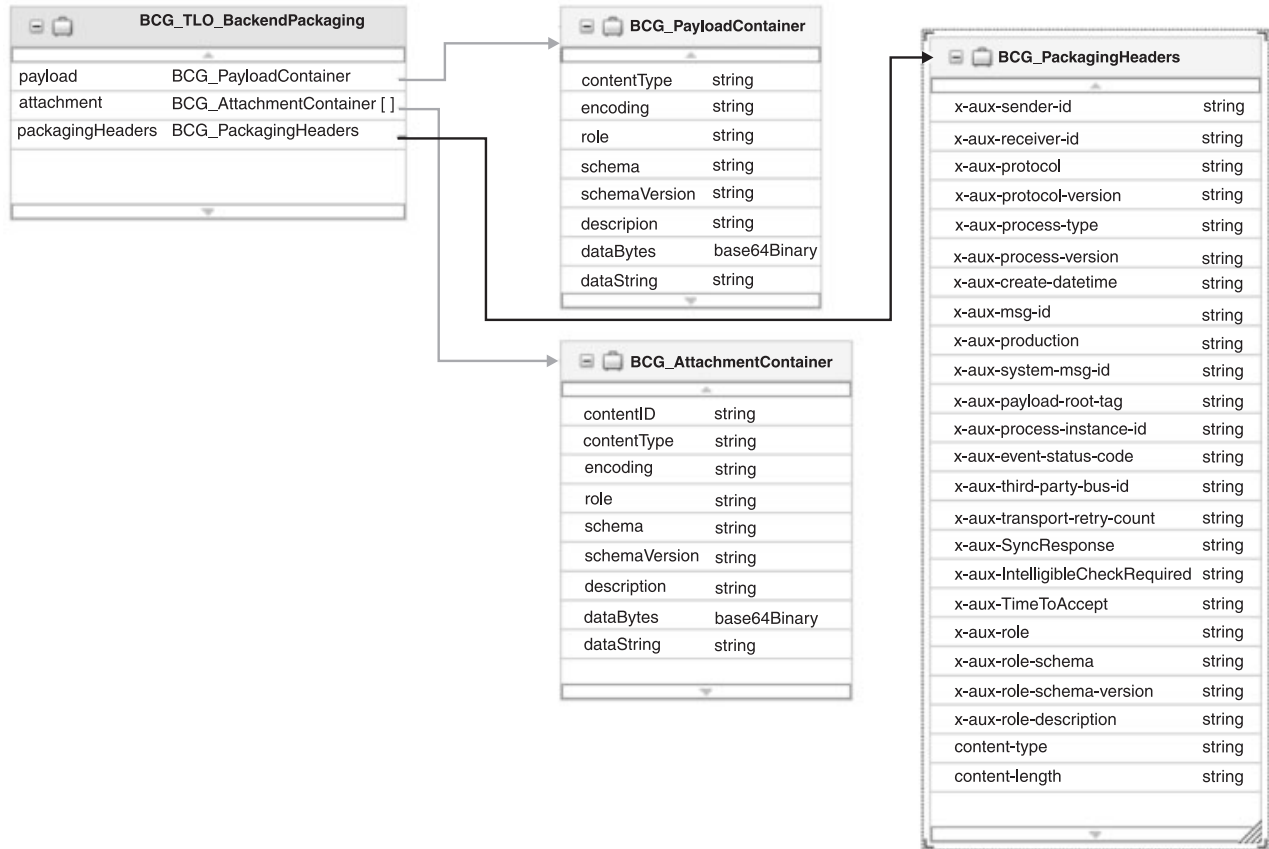 BCG_TLO_BackendPackaging
payload BCG_PayloadContainer
attachment BCG_AttachmentContainer [ ]
packagingHeaders BCG_PackagingHeaders
BCG_PayloadContainer
contentType string
encoding string
role string
schema string
schemaVersion string
descripion string
dataBytes base64Binary
dataString string
BCG_AttachmentContainer
contentID string
contentType string
encoding string
role string
schema string
schemaVersion string
description string
dataBytes base64Binary
dataString string
BCG_PackagingHeaders
x-aux-sender-id string
x-aux-receiver-id string
x-aux-protocol string
x-aux-protocol-version string
x-aux-process-type string
x-aux-process-version string
x-aux-create-datetime string
x-aux-msg-id string
x-aux-production string
x-aux-system-msg-id string
x-aux-payload-root-tag string
x-aux-process-instance-id string
x-aux-event-status-code string
x-aux-third-party-bus-id string
x-aux-transport-retry-count string
x-aux-SyncResponse string
x-aux-IntelligibleCheckRequired string
x-aux-TimeToAccept string
x-aux-role string
x-aux-role-schema string
x-aux-role-schema-version string
x-aux-role-description string
content-type string
content-length string